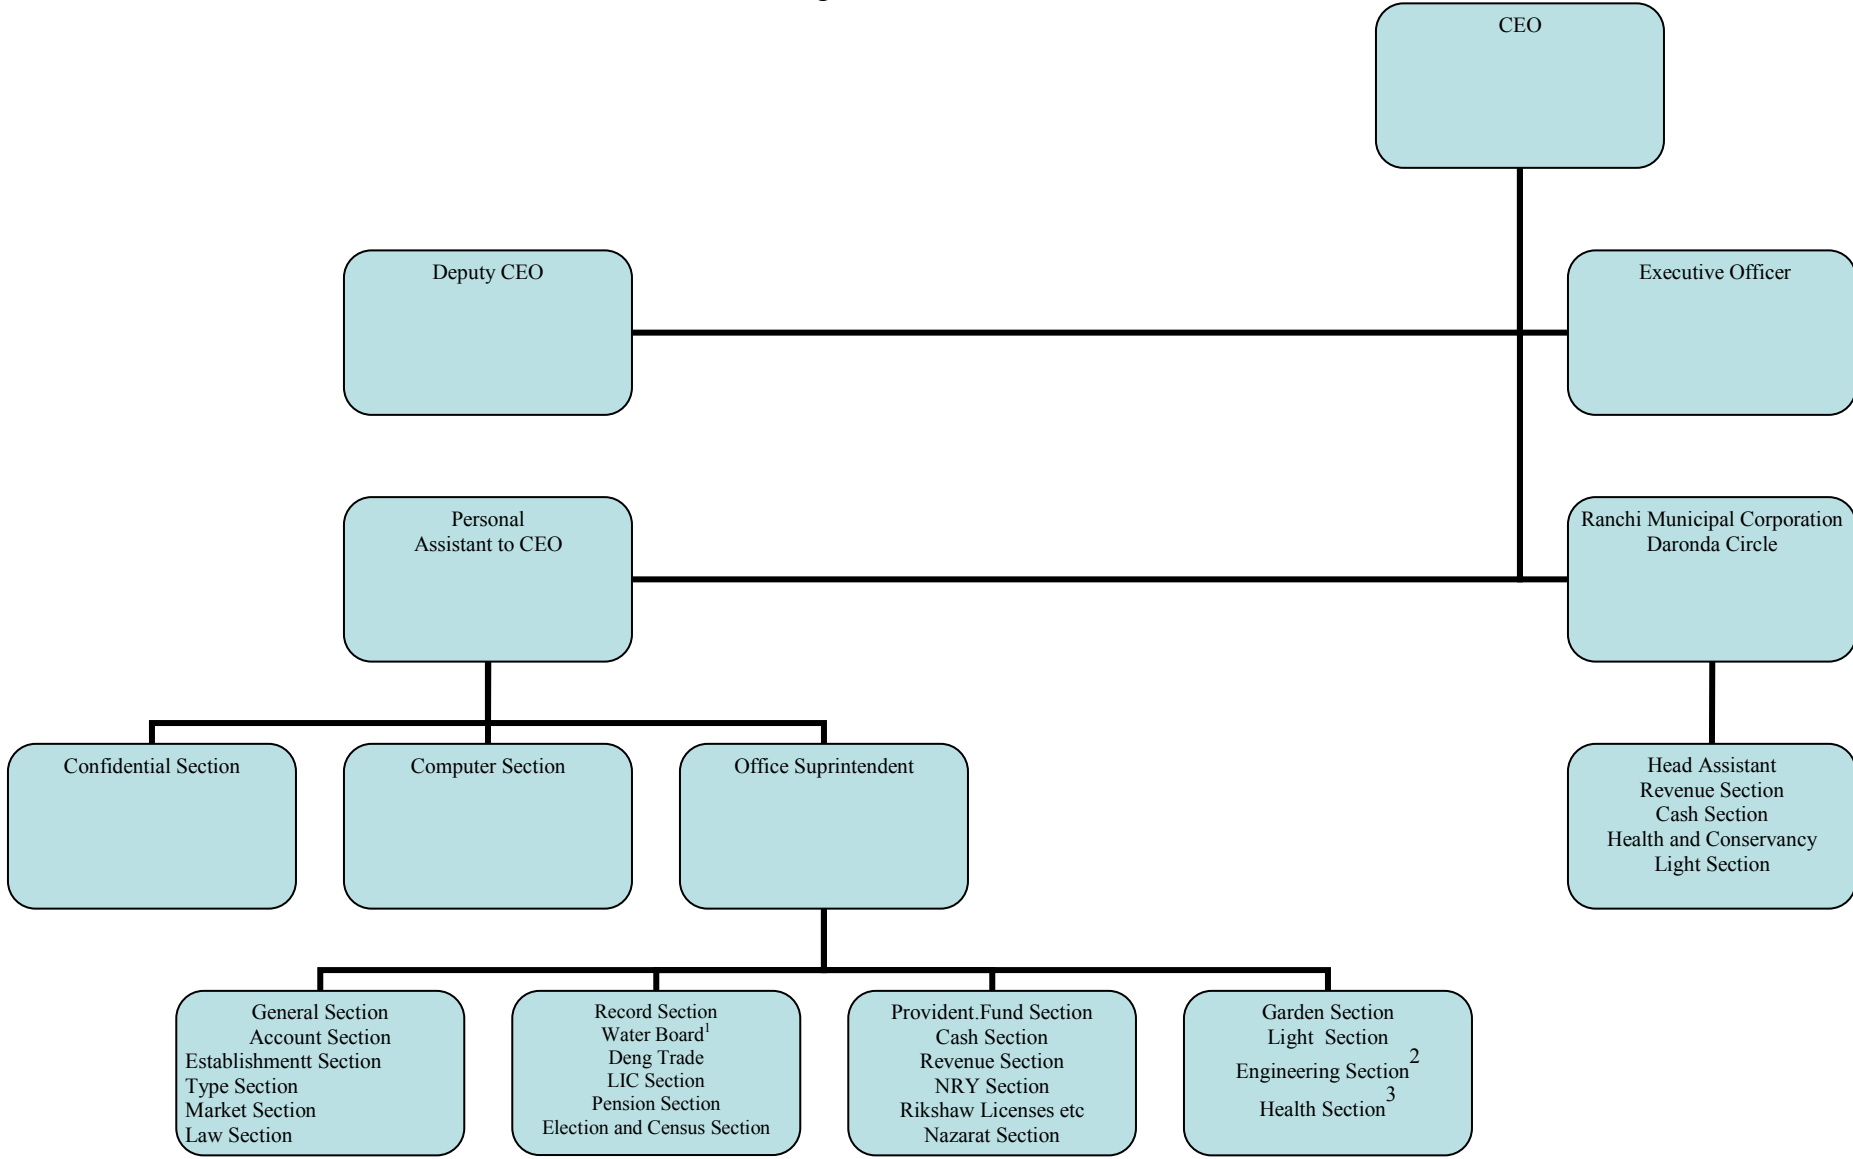 CEO
Deputy CEO
Executive Officer
Personal
Assistant to CEO
Ranchi Municipal Corporation
Daronda Circle
Confidential Section
Computer Section
Office Suprintendent
Head Assistant
Revenue Section
Cash Section
Health and Conservancy
Light Section
General Section
Account Section
Establishmentt Section
Type Section
Market Section
Law Section
Record Section
Water Board¹
Deng Trade
LIC Section
Pension Section
Election and Census Section
Provident.Fund Section
Cash Section
Revenue Section
NRY Section
Rikshaw Licenses etc
Nazarat Section
Garden Section
Light Section
Engineering Section²
Health Section³